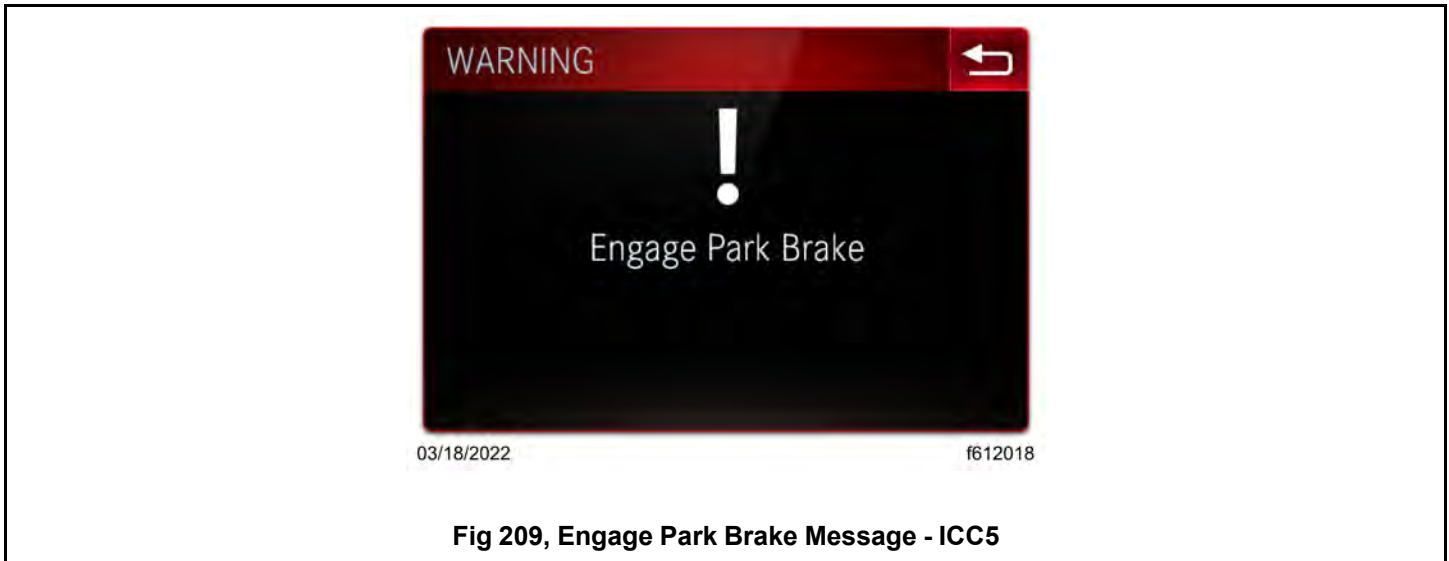 WARNING
!
Engage Park Brake
03/18/2022 f612018
Fig 209, Engage Park Brake Message - ICC5